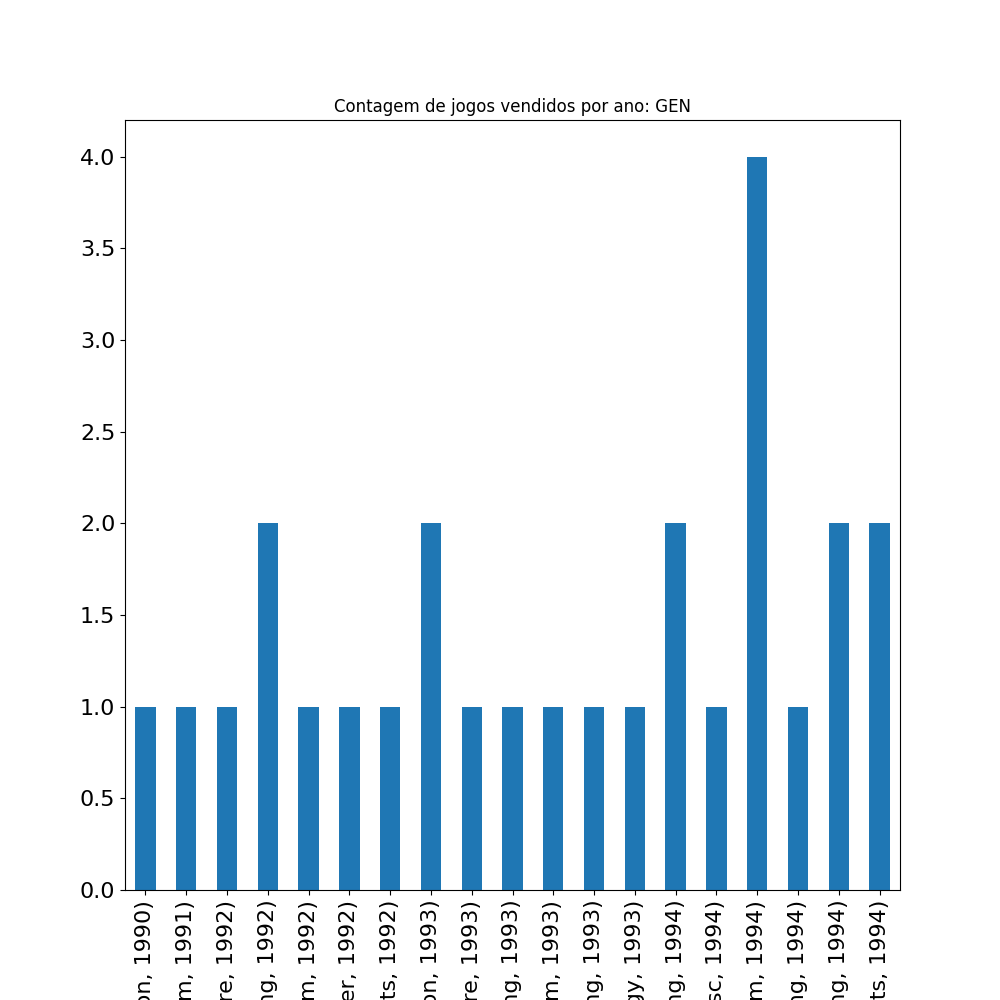 Contagem de jogos vendidos por ano: GEN
4.0
3.5
3.0
2.5
2.0
1.5
1.0
0.5
0.0
on, 1990)
m, 1991)
re, 1992)
ng, 1992)
m, 1992)
er, 1992)
ts, 1992)
on, 1993)
re, 1993)
ng, 1993)
m, 1993)
ng, 1993)
gy, 1993)
ng, 1994)
sc, 1994)
m, 1994)
ng, 1994)
ng, 1994)
ts, 1994)